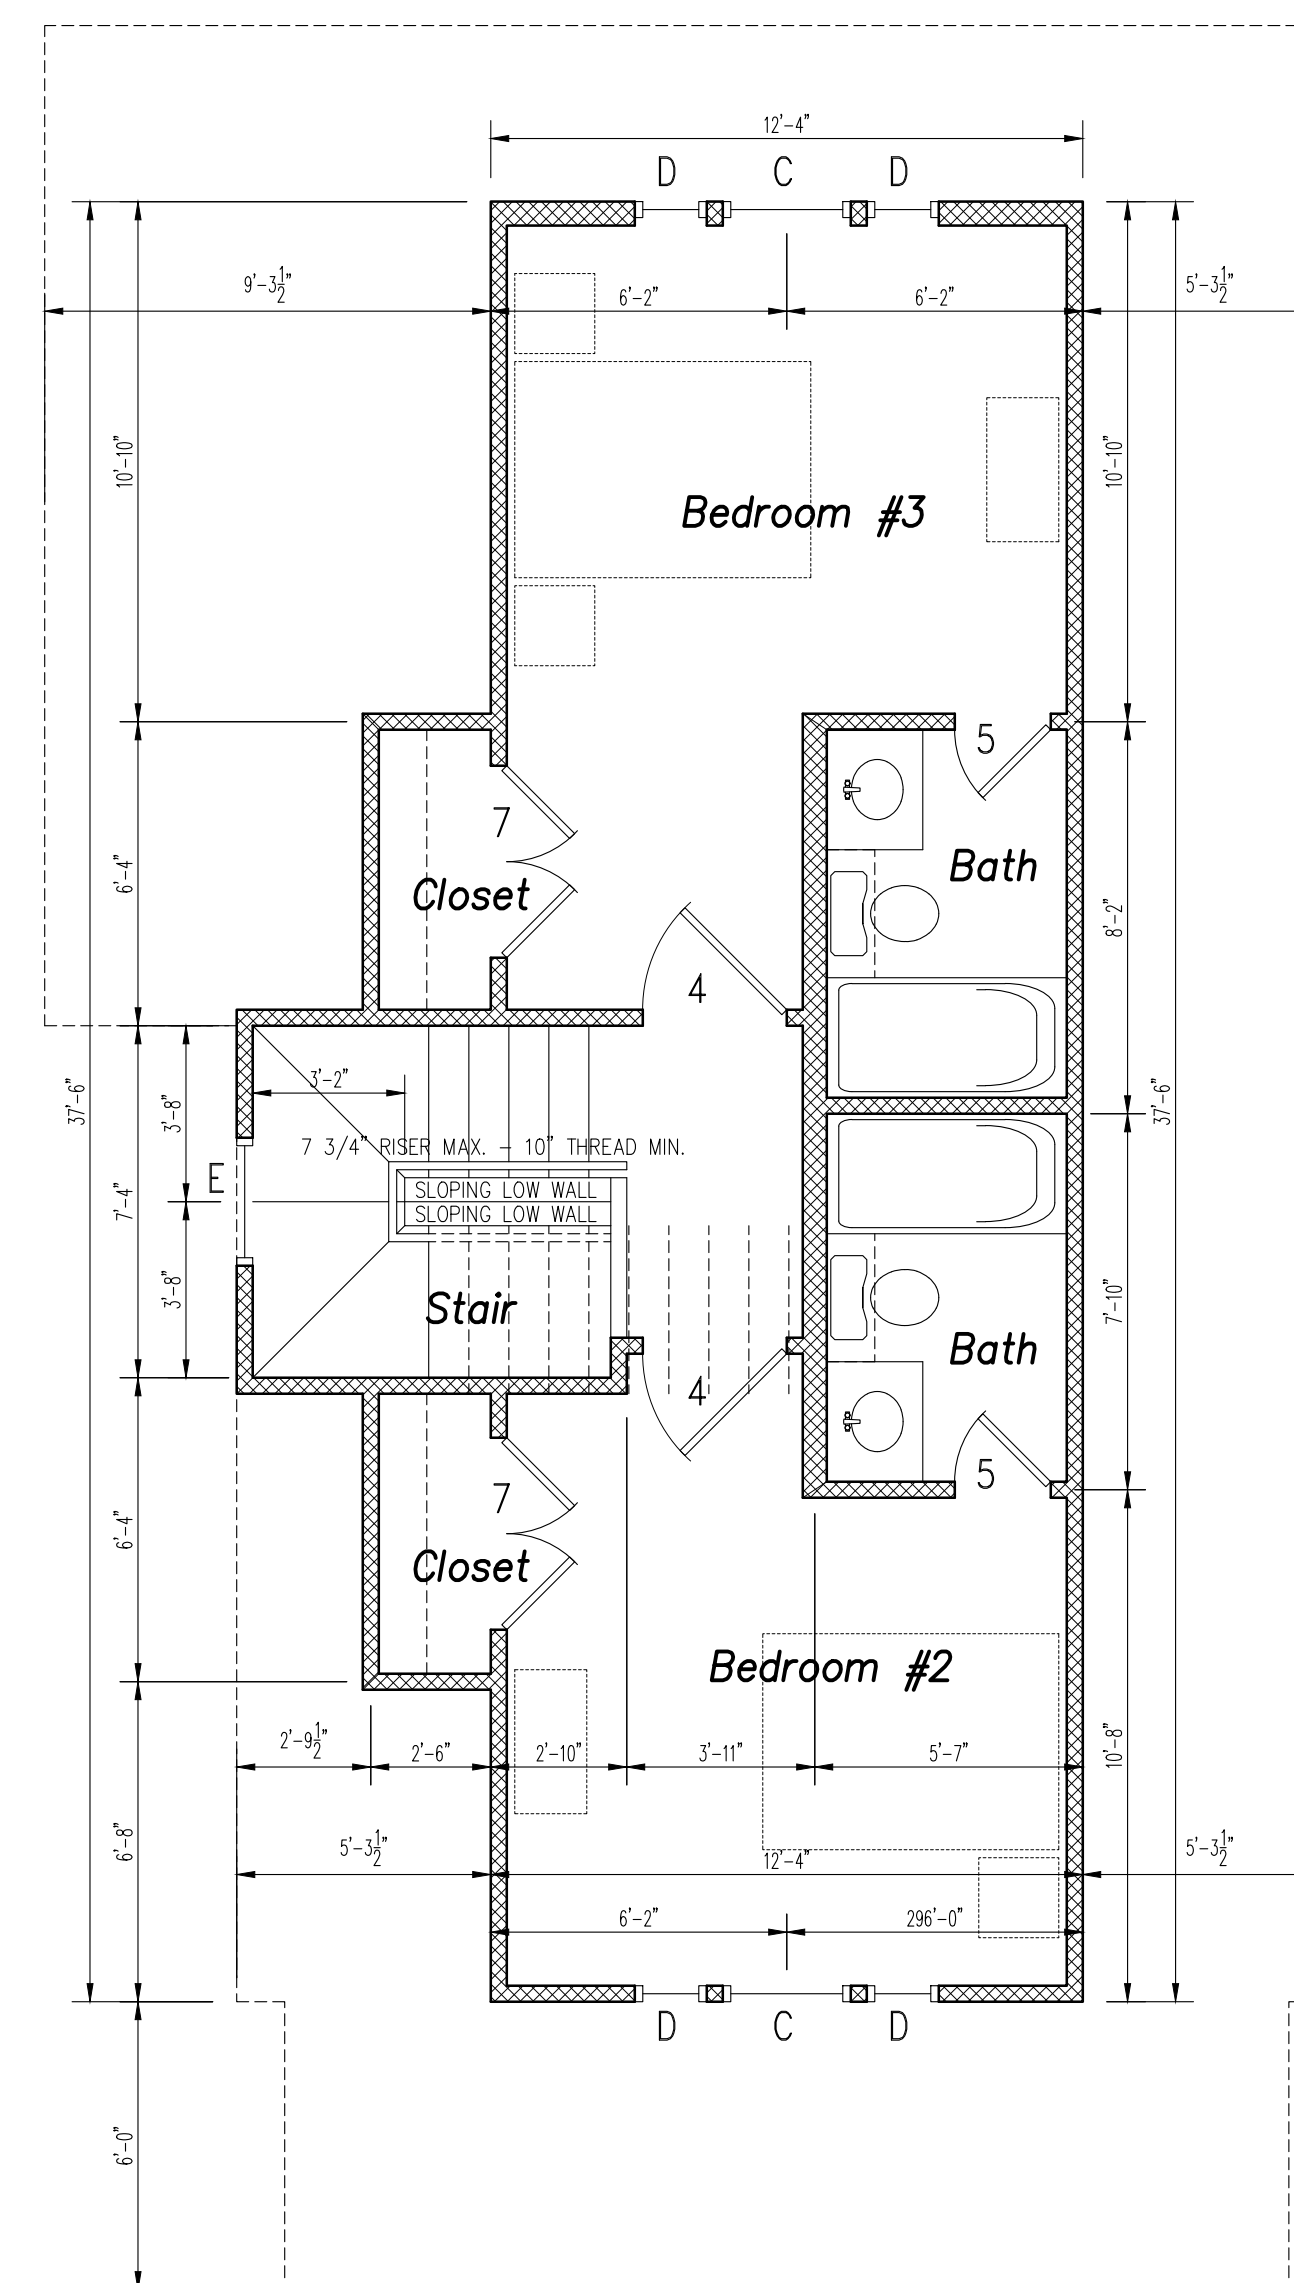 12'-4"
D C D
9'-3½"
6'-2" 6'-2"
5'-3½"
10'-10"
10'-10"
Bedroom #3
5
7
Bath
6'-4"
Closet
8'-2"
4
37'-6"
3'-8"
3'-2"
37'-6"
7 3/4" RISER MAX. - 10" THREAD MIN.
E
SLOPING LOW WALL
SLOPING LOW WALL
7'-4"
3'-8"
Stair
7'-10"
Bath
4
5
7
6'-4"
Closet
Bedroom #2
10'-8"
2'-9½" 2'-6" 2'-10" 3'-11" 5'-7"
6'-8"
5'-3½" 12'-4" 5'-3½"
6'-2" 296'-0"
D C D
6'-0"